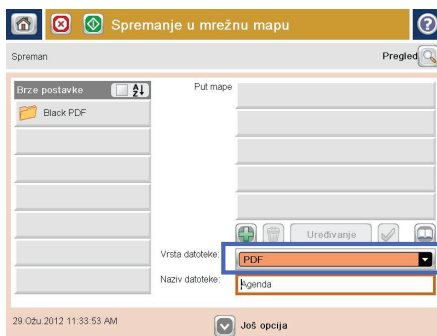 Spremanje u mrežnu mapu
Spreman
Pregled
Brze postavke
A
Z
Put mape
Black PDF
Uređivanje
Vrsta datoteke:
PDF
Naziv datoteke:
Agenda
29.Ožu.2012 11:33:53 AM
Još opcija